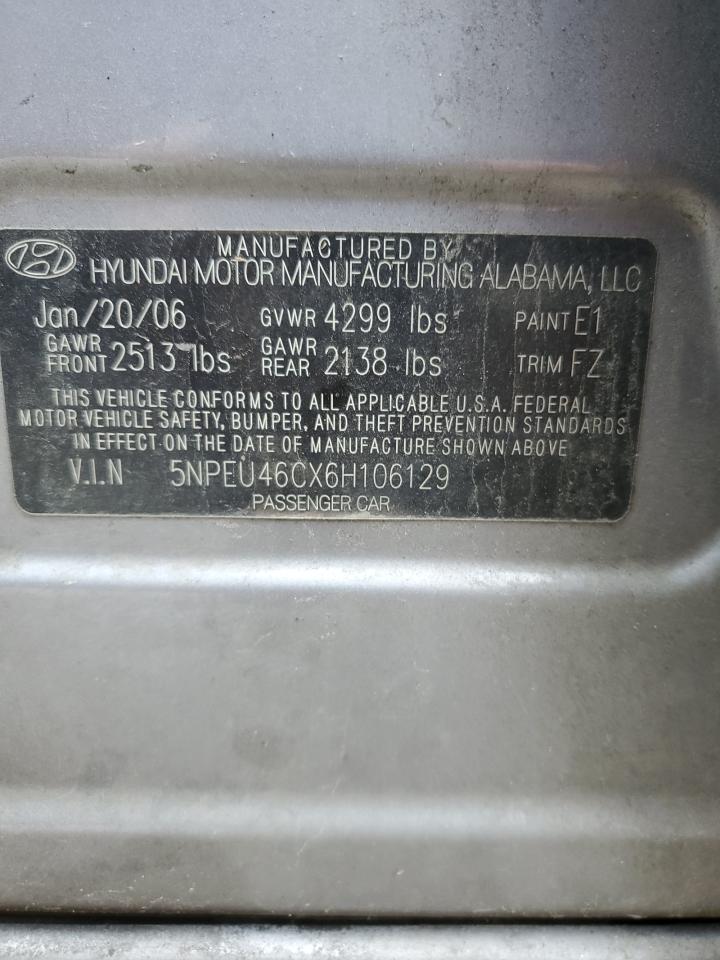 MANUFACTURED BY
HYUNDAI MOTOR MANUFACTURING ALABAMA, LLC
Jan/20/06 GVWR 4299 lbs PAINT E1
GAWR FRONT 2513 lbs GAWR REAR 2138 lbs TRIM FZ
THIS VEHICLE CONFORMS TO ALL APPLICABLE U.S.A. FEDERAL
MOTOR VEHICLE SAFETY, BUMPER, AND THEFT PREVENTION STANDARDS
IN EFFECT ON THE DATE OF MANUFACTURE SHOWN ABOVE
V.I.N 5NPEU46CX6H106129
PASSENGER CAR